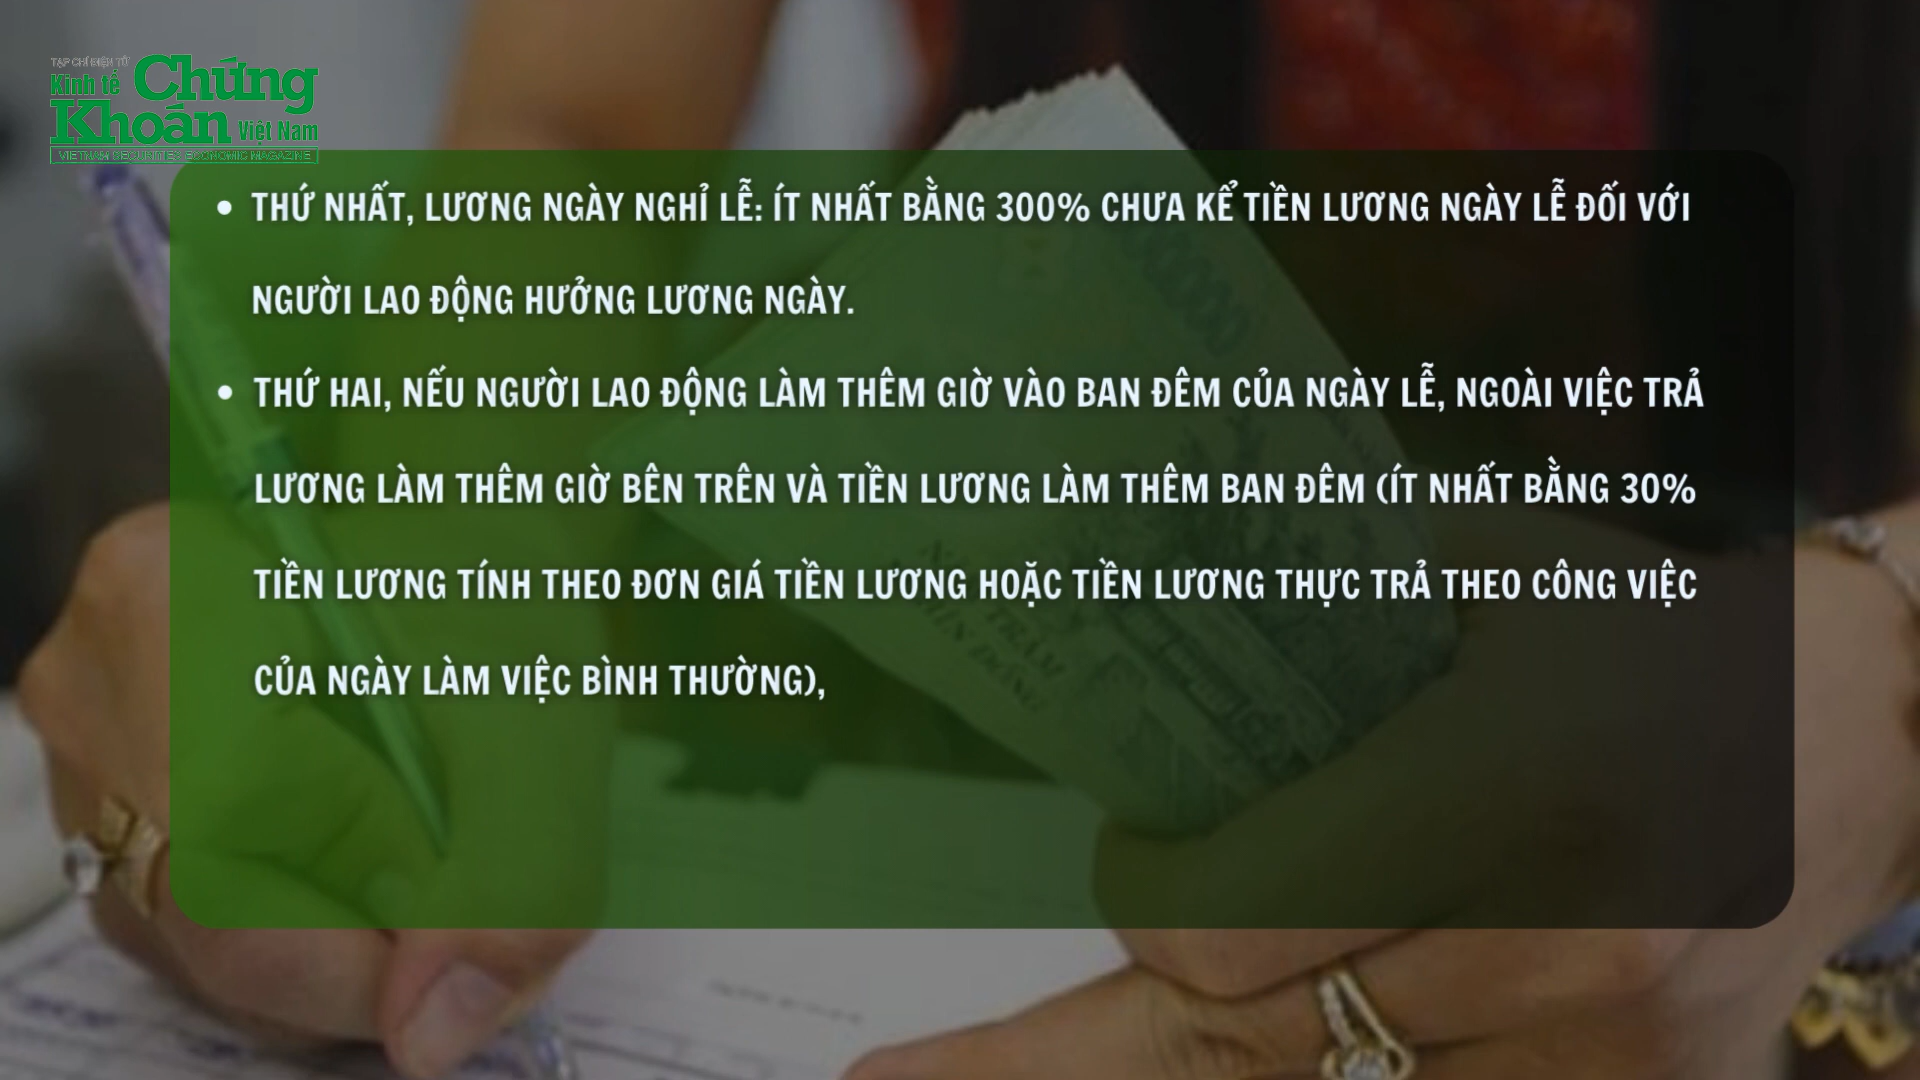 TẠP CHÍ ĐIỆN TỬ
Kinh tế Chứng
Khoán Việt Nam
VIETNAM SECURITIES ECONOMIC MAGAZINE
• THỨ NHẤT, LƯƠNG NGÀY NGHỈ LỄ: ÍT NHẤT BẰNG 300% CHƯA KỂ TIỀN LƯƠNG NGÀY LỄ ĐỐI VỚI
NGƯỜI LAO ĐỘNG HƯỞNG LƯƠNG NGÀY.
• THỨ HAI, NẾU NGƯỜI LAO ĐỘNG LÀM THÊM GIỜ VÀO BAN ĐÊM CỦA NGÀY LỄ, NGOÀI VIỆC TRẢ
LƯƠNG LÀM THÊM GIỜ BÊN TRÊN VÀ TIỀN LƯƠNG LÀM THÊM BAN ĐÊM (ÍT NHẤT BẰNG 30%
TIỀN LƯƠNG TÍNH THEO ĐƠN GIÁ TIỀN LƯƠNG HOẶC TIỀN LƯƠNG THỰC TRẢ THEO CÔNG VIỆC
CỦA NGÀY LÀM VIỆC BÌNH THƯỜNG),